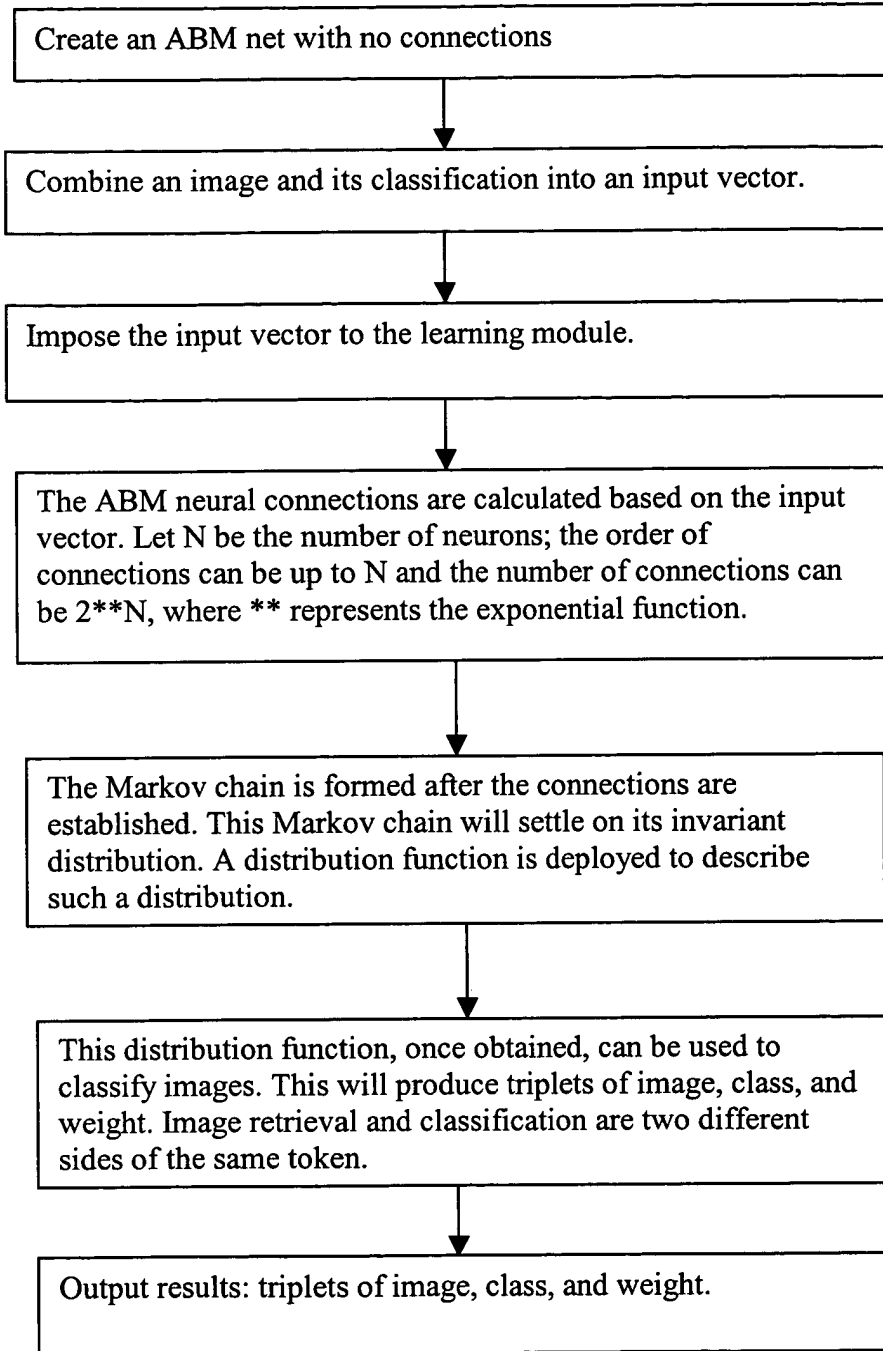 Create an ABM net with no connections
Combine an image and its classification into an input vector.
Impose the input vector to the learning module.
The ABM neural connections are calculated based on the input
vector. Let N be the number of neurons; the order of
connections can be up to N and the number of connections can
be 2**N, where ** represents the exponential function.
The Markov chain is formed after the connections are
established. This Markov chain will settle on its invariant
distribution. A distribution function is deployed to describe
such a distribution.
This distribution function, once obtained, can be used to
classify images. This will produce triplets of image, class, and
weight. Image retrieval and classification are two different
sides of the same token.
Output results: triplets of image, class, and weight.